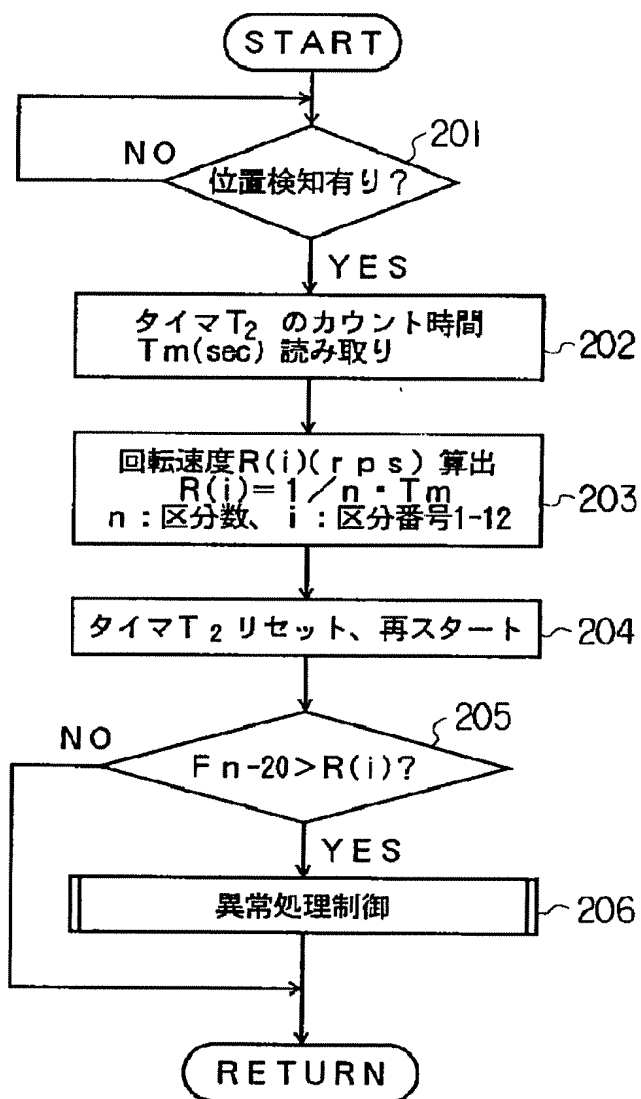 START
201
NO
位置検知有り?
YES
タイマT₂ のカウント時間
Tm(sec) 読み取り
202
回転速度R(i)(rps) 算出
R(i)=1/n・Tm
n:区分数、i:区分番号1-12
203
タイマT₂ リセット、再スタート
204
205
NO
Fn-20>R(i)?
YES
異常処理制御
206
RETURN